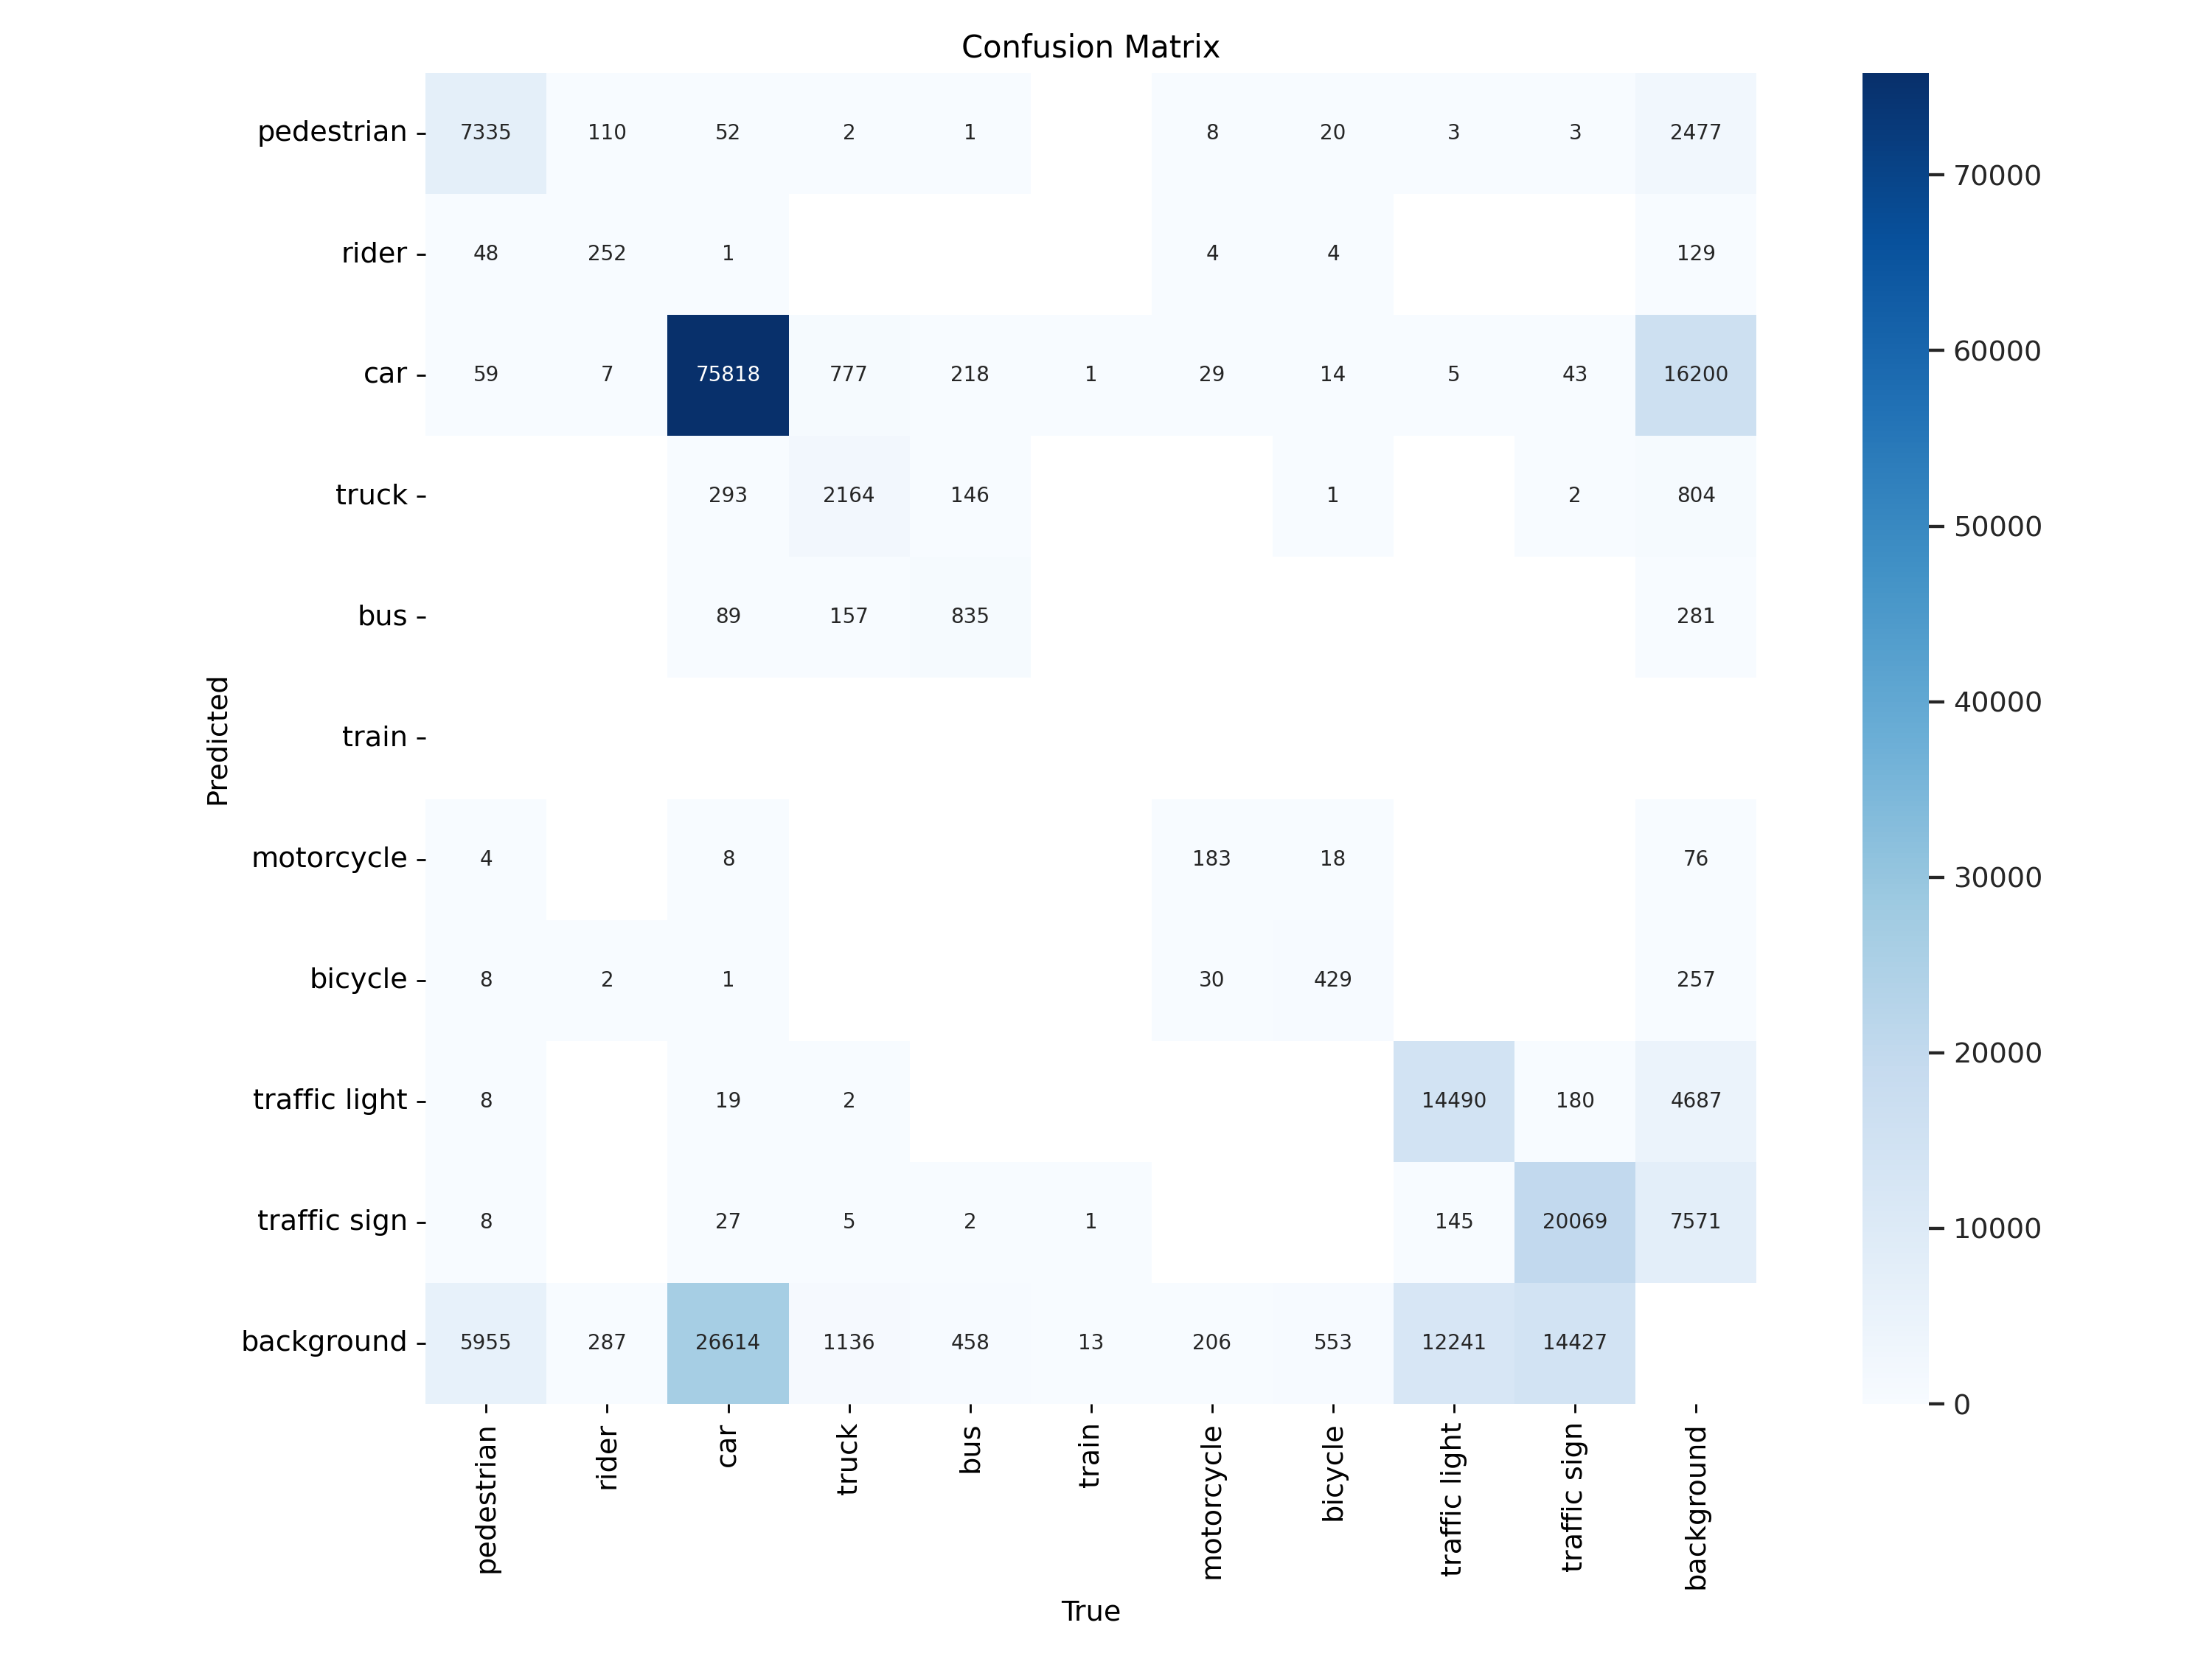 Confusion Matrix
pedestrian 7335 110 52 2 1 8 20 3 3 2477
rider 48 252 1 4 4 129
car 59 7 75818 777 218 1 29 14 5 43 16200
truck 293 2164 146 1 2 804
bus 89 157 835 281
train
motorcycle 4 8 183 18 76
bicycle 8 2 1 30 429 257
traffic light 8 19 2 14490 180 4687
traffic sign 8 27 5 2 1 145 20069 7571
background 5955 287 26614 1136 458 13 206 553 12241 14427
Predicted
pedestrian
rider
car
truck
bus
train
motorcycle
bicycle
traffic light
traffic sign
background
True
70000
60000
50000
40000
30000
20000
10000
0